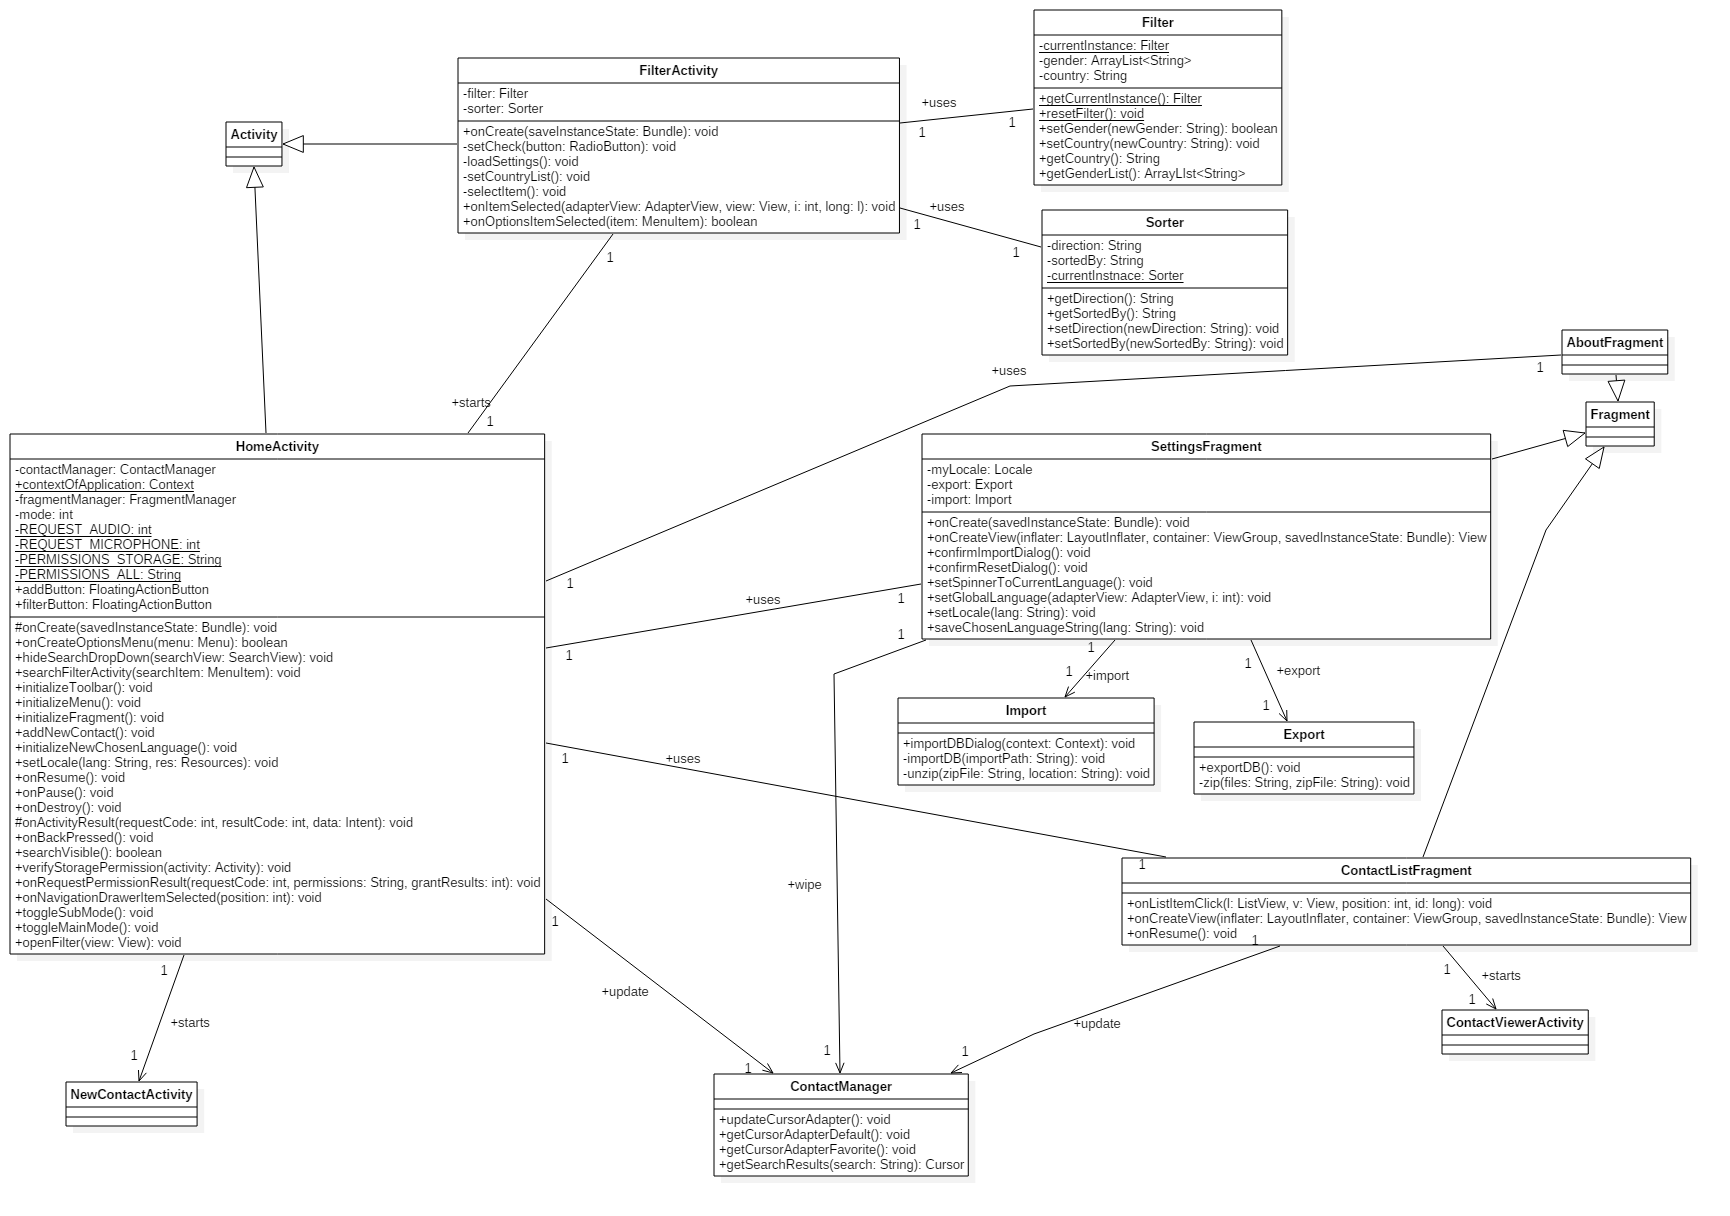 Filter
-currentInstance: Filter
-gender: ArrayList<String>
-country: String
+getCurrentInstance(): Filter
+resetFilter(): void
+setGender(newGender: String): boolean
+setCountry(newCountry: String): void
+getCountry(): String
+getGenderList(): ArrayLIst<String>
FilterActivity
-filter: Filter
-sorter: Sorter
+onCreate(saveInstanceState: Bundle): void
-setCheck(button: RadioButton): void
-loadSettings(): void
-setCountryList(): void
-selectItem(): void
+onItemSelected(adapterView: AdapterView, view: View, i: int, long: l): void
+onOptionsItemSelected(item: MenuItem): boolean
+uses
1
1
Activity
+uses
1
1
Sorter
-direction: String
-sortedBy: String
-currentInstnace: Sorter
+getDirection(): String
+getSortedBy(): String
+setDirection(newDirection: String): void
+setSortedBy(newSortedBy: String): void
1
+starts
1
AboutFragment
+uses
1
1
Fragment
HomeActivity
-contactManager: ContactManager
+contextOfApplication: Context
-fragmentManager: FragmentManager
-mode: int
-REQUEST_AUDIO: int
-REQUEST_MICROPHONE: int
-PERMISSIONS_STORAGE: String
-PERMISSIONS_ALL: String
+addButton: FloatingActionButton
+filterButton: FloatingActionButton
#onCreate(savedInstanceState: Bundle): void
+onCreateOptionsMenu(menu: Menu): boolean
+hideSearchDropDown(searchView: SearchView): void
+searchFilterActivity(searchItem: MenuItem): void
+initializeToolbar(): void
+initializeMenu(): void
+initializeFragment(): void
+addNewContact(): void
+initializeNewChosenLanguage(): void
+setLocale(lang: String, res: Resources): void
+onResume(): void
+onPause(): void
+onDestroy(): void
#onActivityResult(requestCode: int, resultCode: int, data: Intent): void
+onBackPressed(): void
+searchVisible(): boolean
+verifyStoragePermission(activity: Activity): void
+onRequestPermissionResult(requestCode: int, permissions: String, grantResults: int): void
+onNavigationDrawerItemSelected(position: int): void
+toggleSubMode(): void
+toggleMainMode(): void
+openFilter(view: View): void
SettingsFragment
-myLocale: Locale
-export: Export
-import: Import
+onCreate(savedInstanceState: Bundle): void
+onCreateView(inflater: LayoutInflater, container: ViewGroup, savedInstanceState: Bundle): View
+confirmImportDialog(): void
+confirmResetDialog(): void
+setSpinnerToCurrentLanguage(): void
+setGlobalLanguage(adapterView: AdapterView, i: int): void
+setLocale(lang: String): void
+saveChosenLanguageString(lang: String): void
+uses
1
1
1
+wipe
1
1
1
+import
1
+export
1
Import
+importDBDialog(context: Context): void
-importDB(importPath: String): void
-unzip(zipFile: String, location: String): void
Export
+exportDB(): void
-zip(files: String, zipFile: String): void
1
+uses
1
ContactListFragment
+onListItemClick(l: ListView, v: View, position: int, id: long): void
+onCreateView(inflater: LayoutInflater, container: ViewGroup, savedInstanceState: Bundle): View
+onResume(): void
1
+update
1
1
+starts
1
ContactViewerActivity
1
+update
1
1
+starts
1
NewContactActivity
ContactManager
+updateCursorAdapter(): void
+getCursorAdapterDefault(): void
+getCursorAdapterFavorite(): void
+getSearchResults(search: String): Cursor